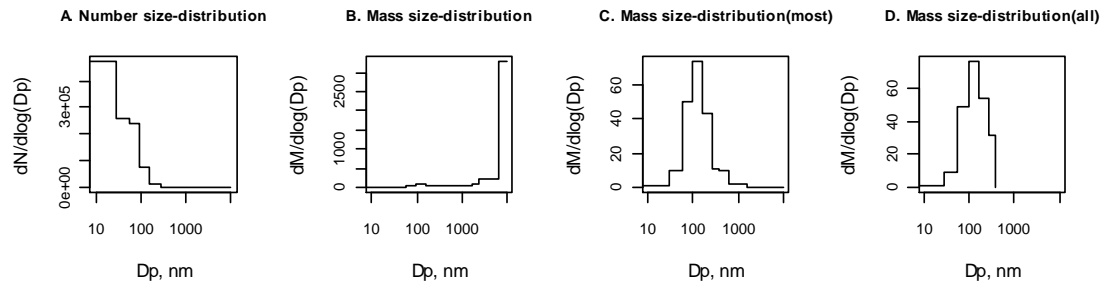 A. Number size-distribution
B. Mass size-distribution
C. Mass size-distribution(most)
D. Mass size-distribution(all)
dN/dlog(Dp)
0e+00
3e+05
10
100
1000
Dp, nm
dM/dlog(Dp)
0
1000
2500
10
100
1000
Dp, nm
dM/dlog(Dp)
0
20
40
60
10
100
1000
Dp, nm
dM/dlog(Dp)
0
20
40
60
10
100
1000
Dp, nm